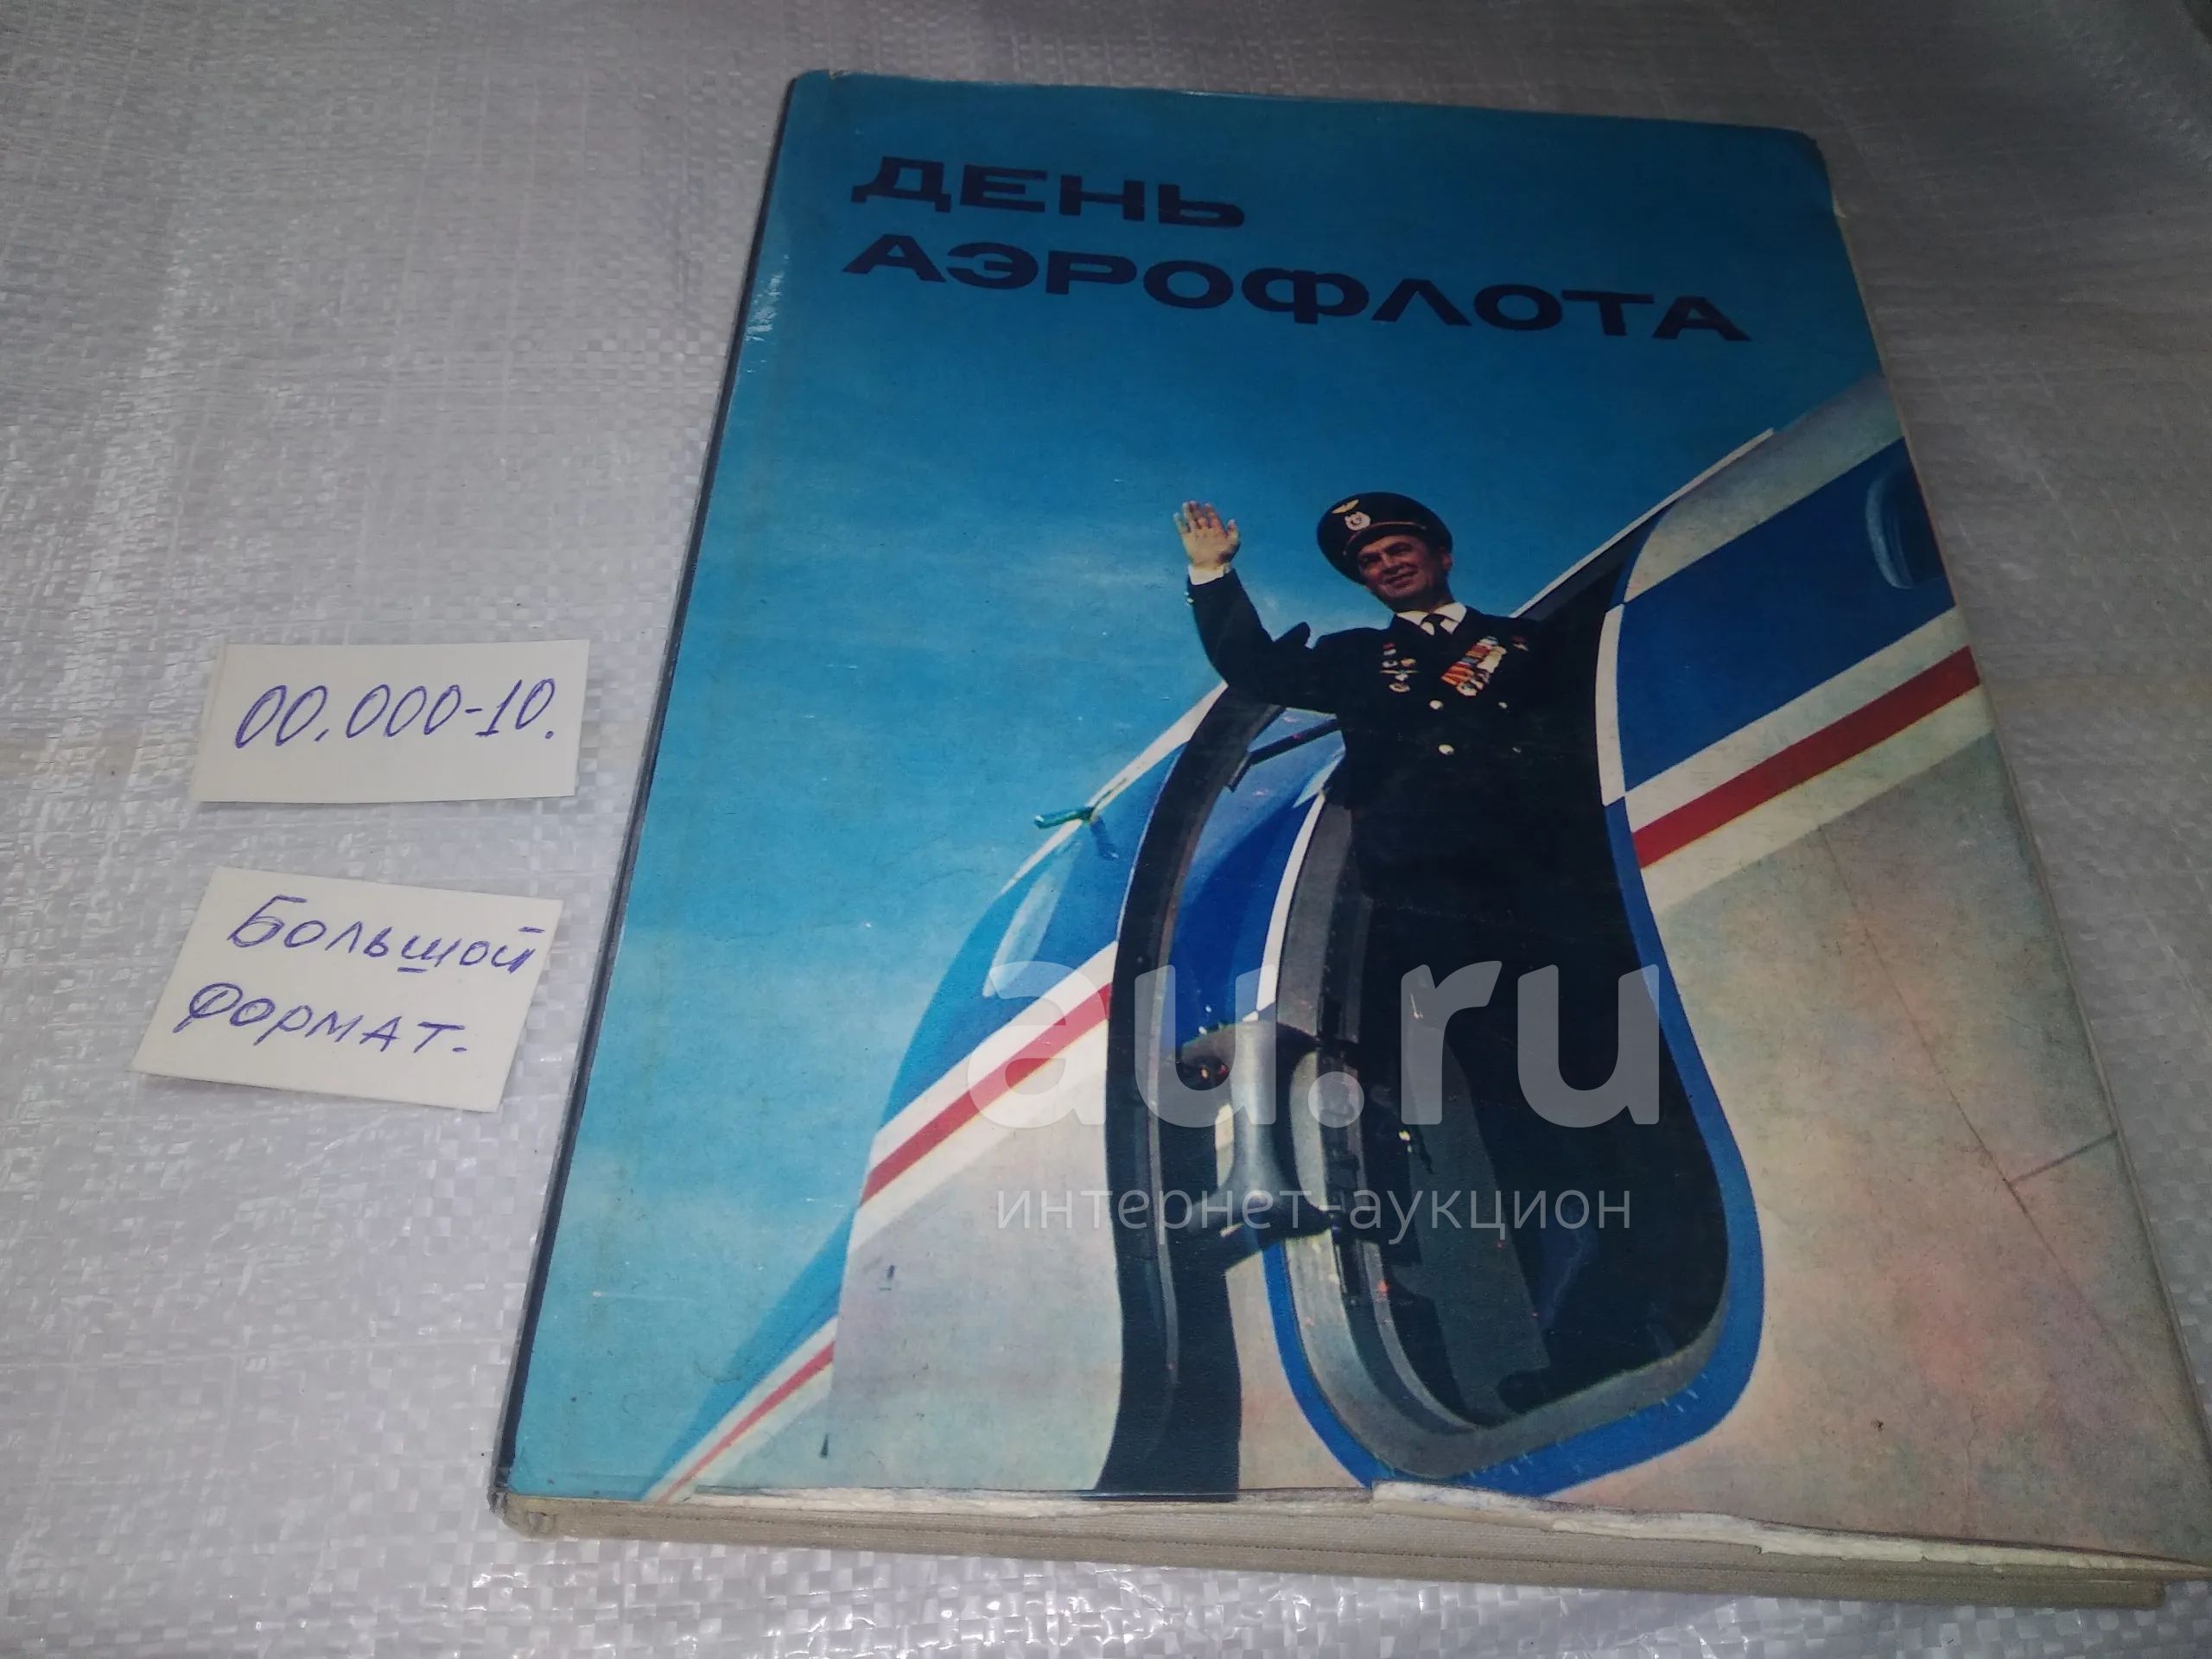 ДЕНЬ
АЭРОФЛОТА
00.000-10.
Большой
формат.
au.ru
интернет-аукцион